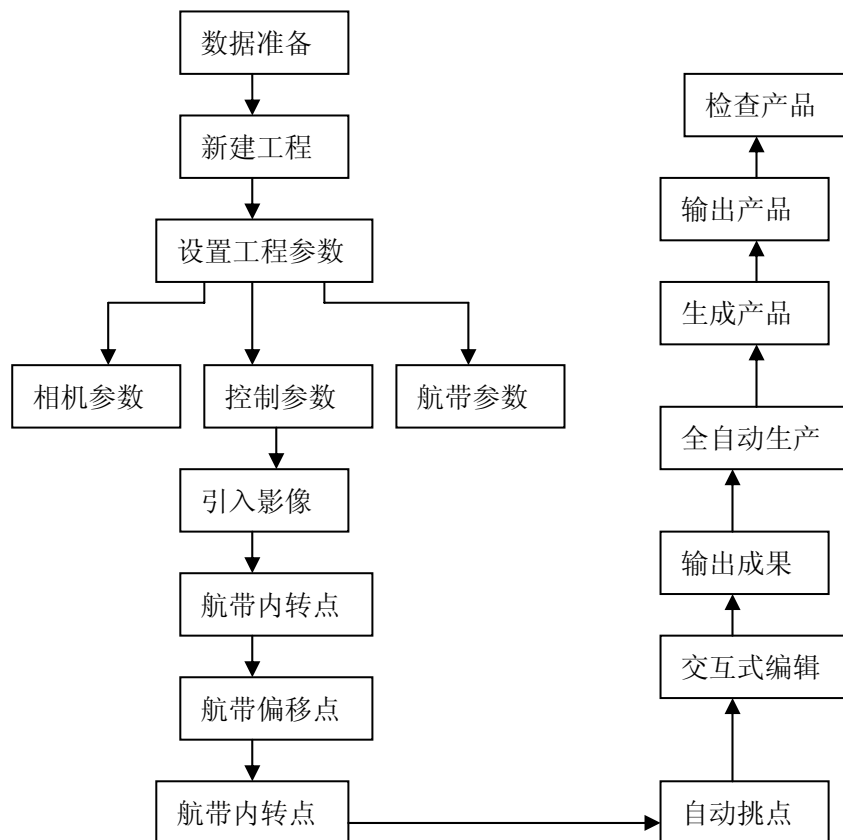 数据准备
新建工程
设置工程参数
相机参数
控制参数
航带参数
引入影像
航带内转点
航带偏移点
航带内转点
自动挑点
交互式编辑
输出成果
全自动生产
生成产品
输出产品
检查产品